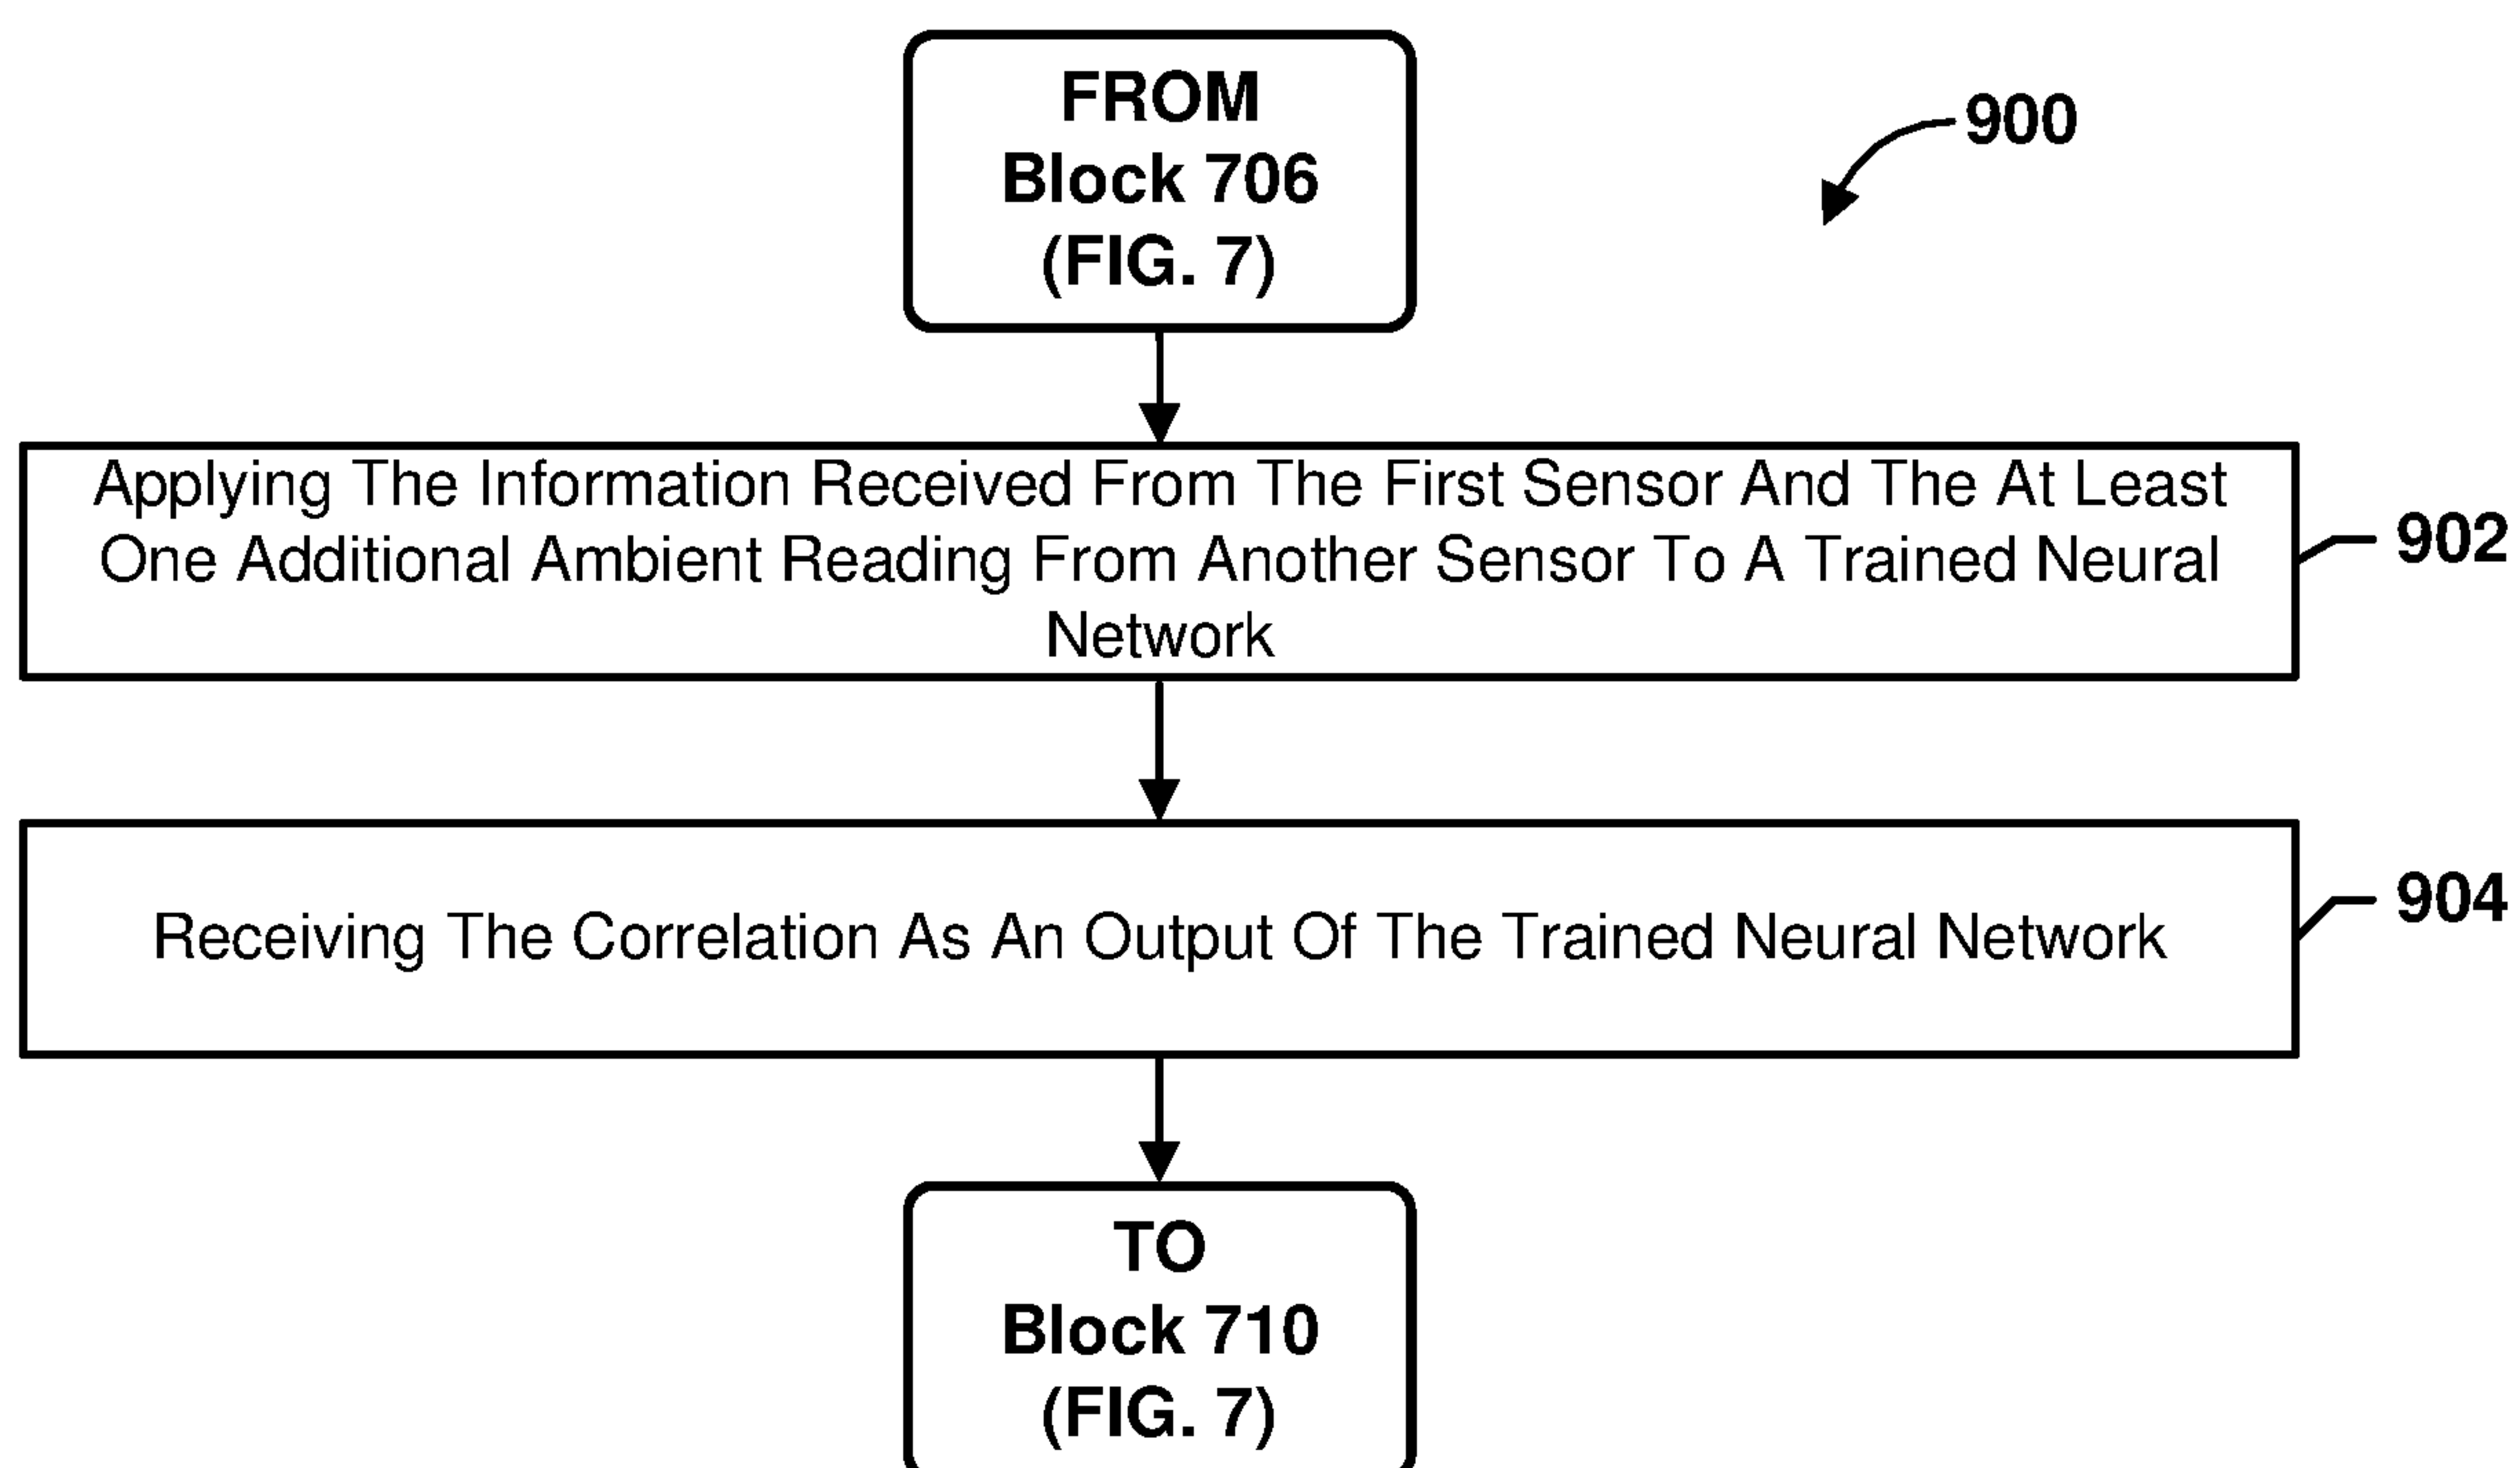 FROM
Block 706
(FIG. 7)
900
Applying The Information Received From The First Sensor And The At Least
One Additional Ambient Reading From Another Sensor To A Trained Neural
Network
902
Receiving The Correlation As An Output Of The Trained Neural Network
904
TO
Block 710
(FIG. 7)